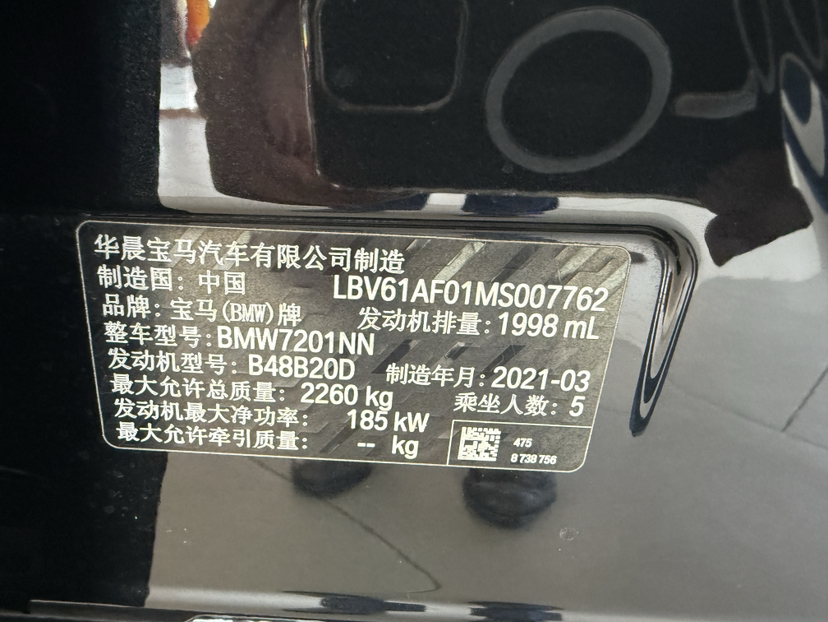 华晨宝马汽车有限公司制造
制造国: 中国 LBV61AF01MS007762
品牌: 宝马(BMW)牌 发动机排量: 1998 mL
整车型号: BMW7201NN
发动机型号: B48B20D 制造年月: 2021-03
最大允许总质量: 2260 kg 乘坐人数: 5
发动机最大净功率: 185 kW
最大允许牵引质量: -- kg
475
8 738 756